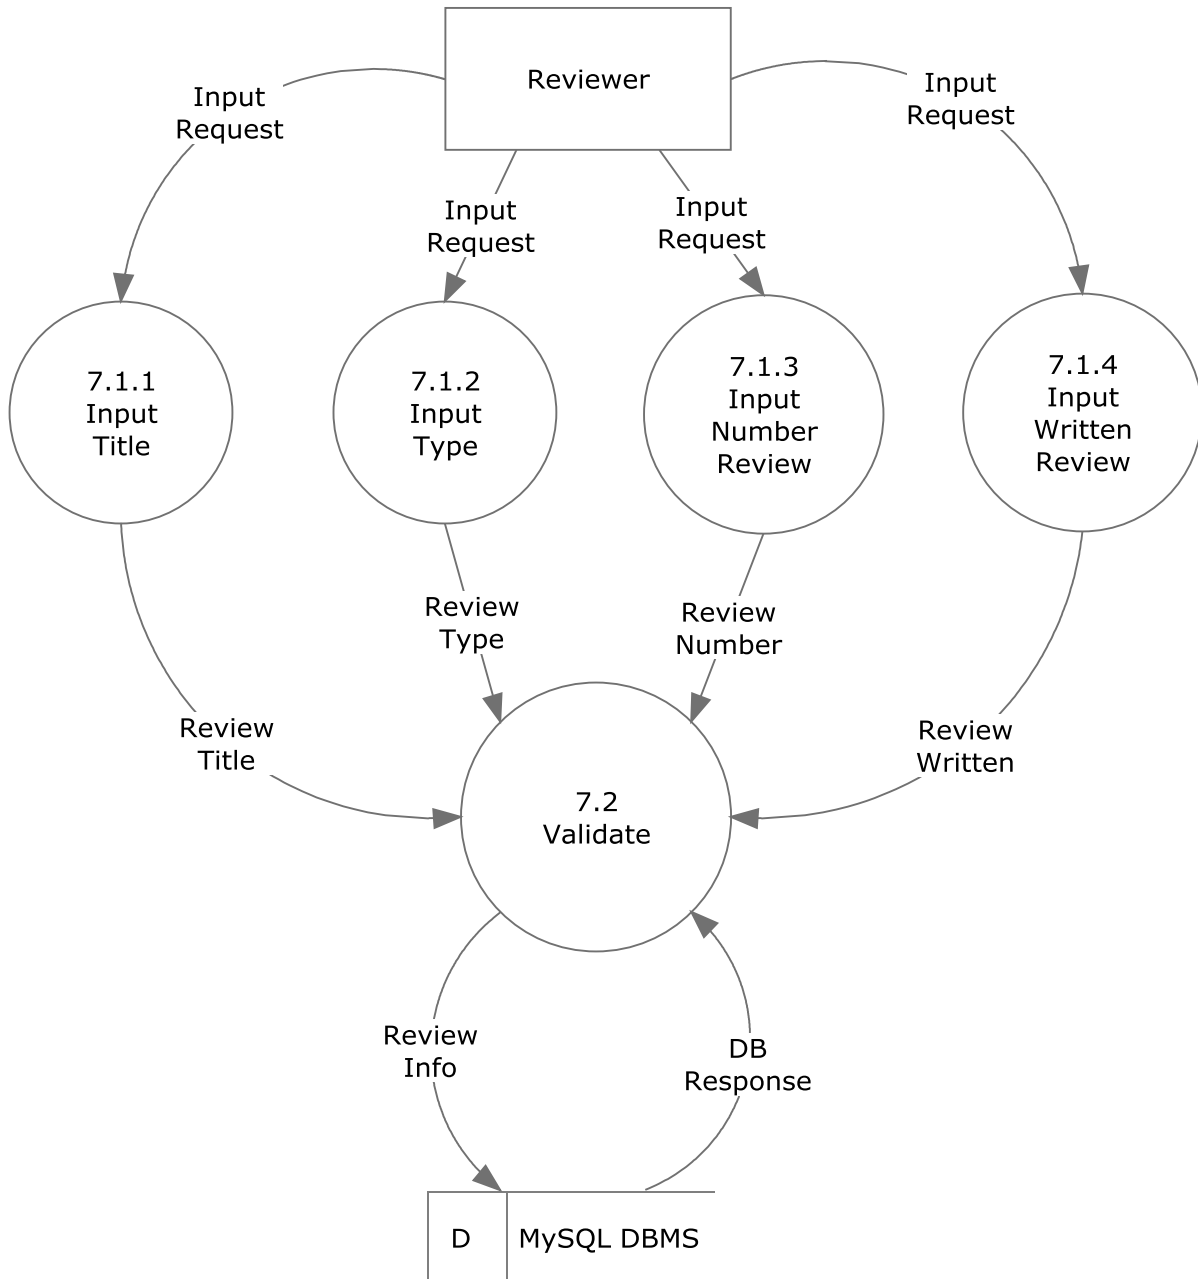 Reviewer
Input
Request
Input
Request
Input
Request
Input
Request
7.1.1
Input
Title
7.1.2
Input
Type
7.1.3
Input
Number
Review
7.1.4
Input
Written
Review
Review
Title
Review
Type
Review
Number
Review
Written
7.2
Validate
Review
Info
DB
Response
D
MySQL DBMS